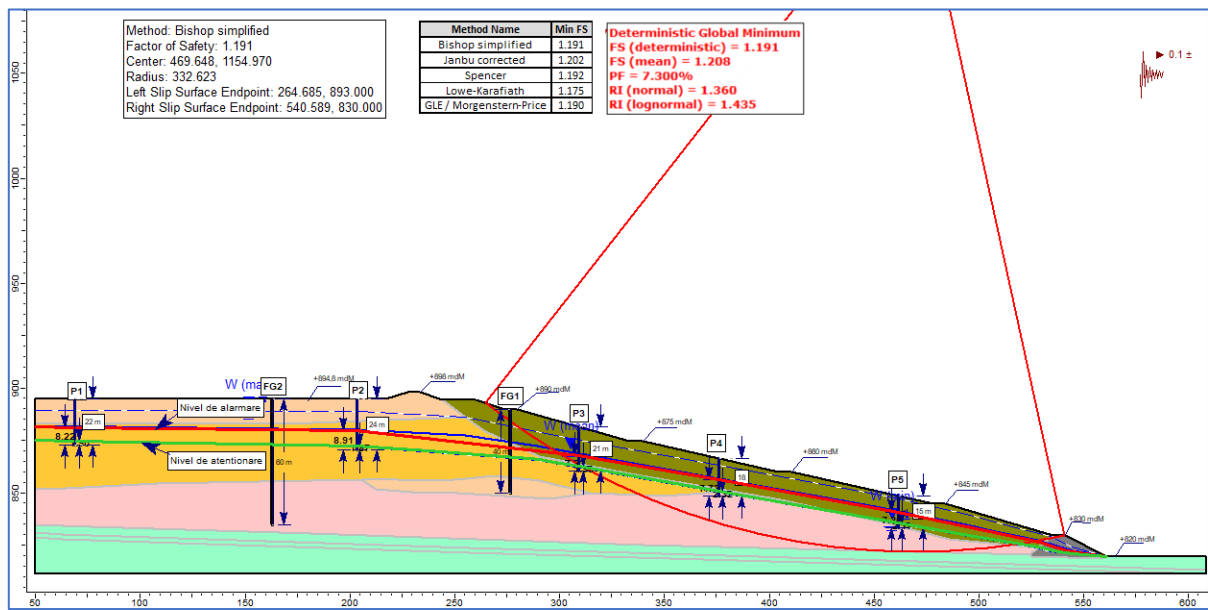 Method: Bishop simplified
Factor of Safety: 1.191
Center: 469.648, 1154.970
Radius: 332.623
Left Slip Surface Endpoint: 264.685, 893.000
Right Slip Surface Endpoint: 540.589, 830.000
Method Name Min FS
Bishop simplified 1.191
Janbu corrected 1.202
Spencer 1.192
Lowe-Karafiath 1.175
GLE / Morgenstern-Price 1.190
Deterministic Global Minimum
FS (deterministic) = 1.191
FS (mean) = 1.208
PF = 7.300%
RI (normal) = 1.360
RI (lognormal) = 1.435
0.1 ±
1050
1000
950
900
850
P1
FG2
P2
FG1
P3
P4
P5
+894,8 mdM
+898 mdM
+890 mdM
+875 mdM
+860 mdM
+845 mdM
+830 mdM
+820 mdM
Nivel de alarmare
Nivel de atentionare
8.22
22 m
60 m
8.91
24 m
40 m
21 m
18
15 m
50 100 150 200 250 300 350 400 450 500 550 600